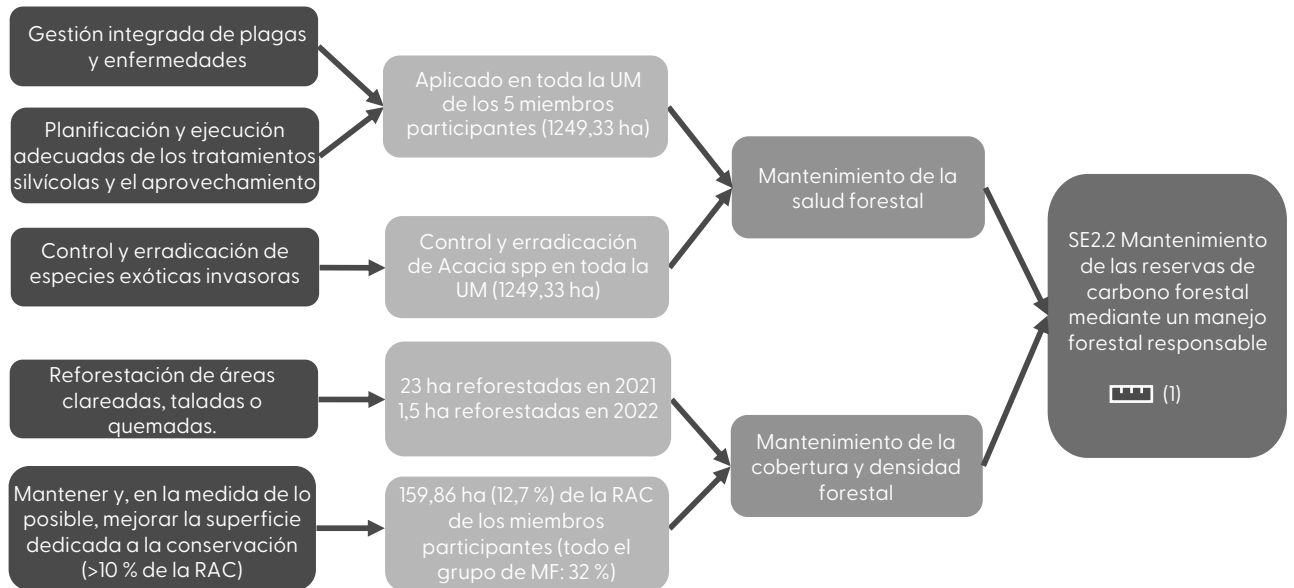 Gestión integrada de plagas
y enfermedades
Planificación y ejecución
adecuadas de los tratamientos
silvícolas y el aprovechamiento
Control y erradicación de
especies exóticas invasoras
Reforestación de áreas
clareadas, taladas o
quemadas.
Mantener y, en la medida de lo
posible, mejorar la superficie
dedicada a la conservación
(>10 % de la RAC)
Aplicado en toda la UM
de los 5 miembros
participantes (1249,33 ha)
Control y erradicación
de Acacia spp en toda la
UM (1249,33 ha)
23 ha reforestadas en 2021
1,5 ha reforestadas en 2022
159,86 ha (12,7 %) de la RAC
de los miembros
participantes (todo el
grupo de MF: 32 %)
Mantenimiento de la
salud forestal
Mantenimiento de la
cobertura y densidad
forestal
SE2.2 Mantenimiento
de las reservas de
carbono forestal
mediante un manejo
forestal responsable
(1)